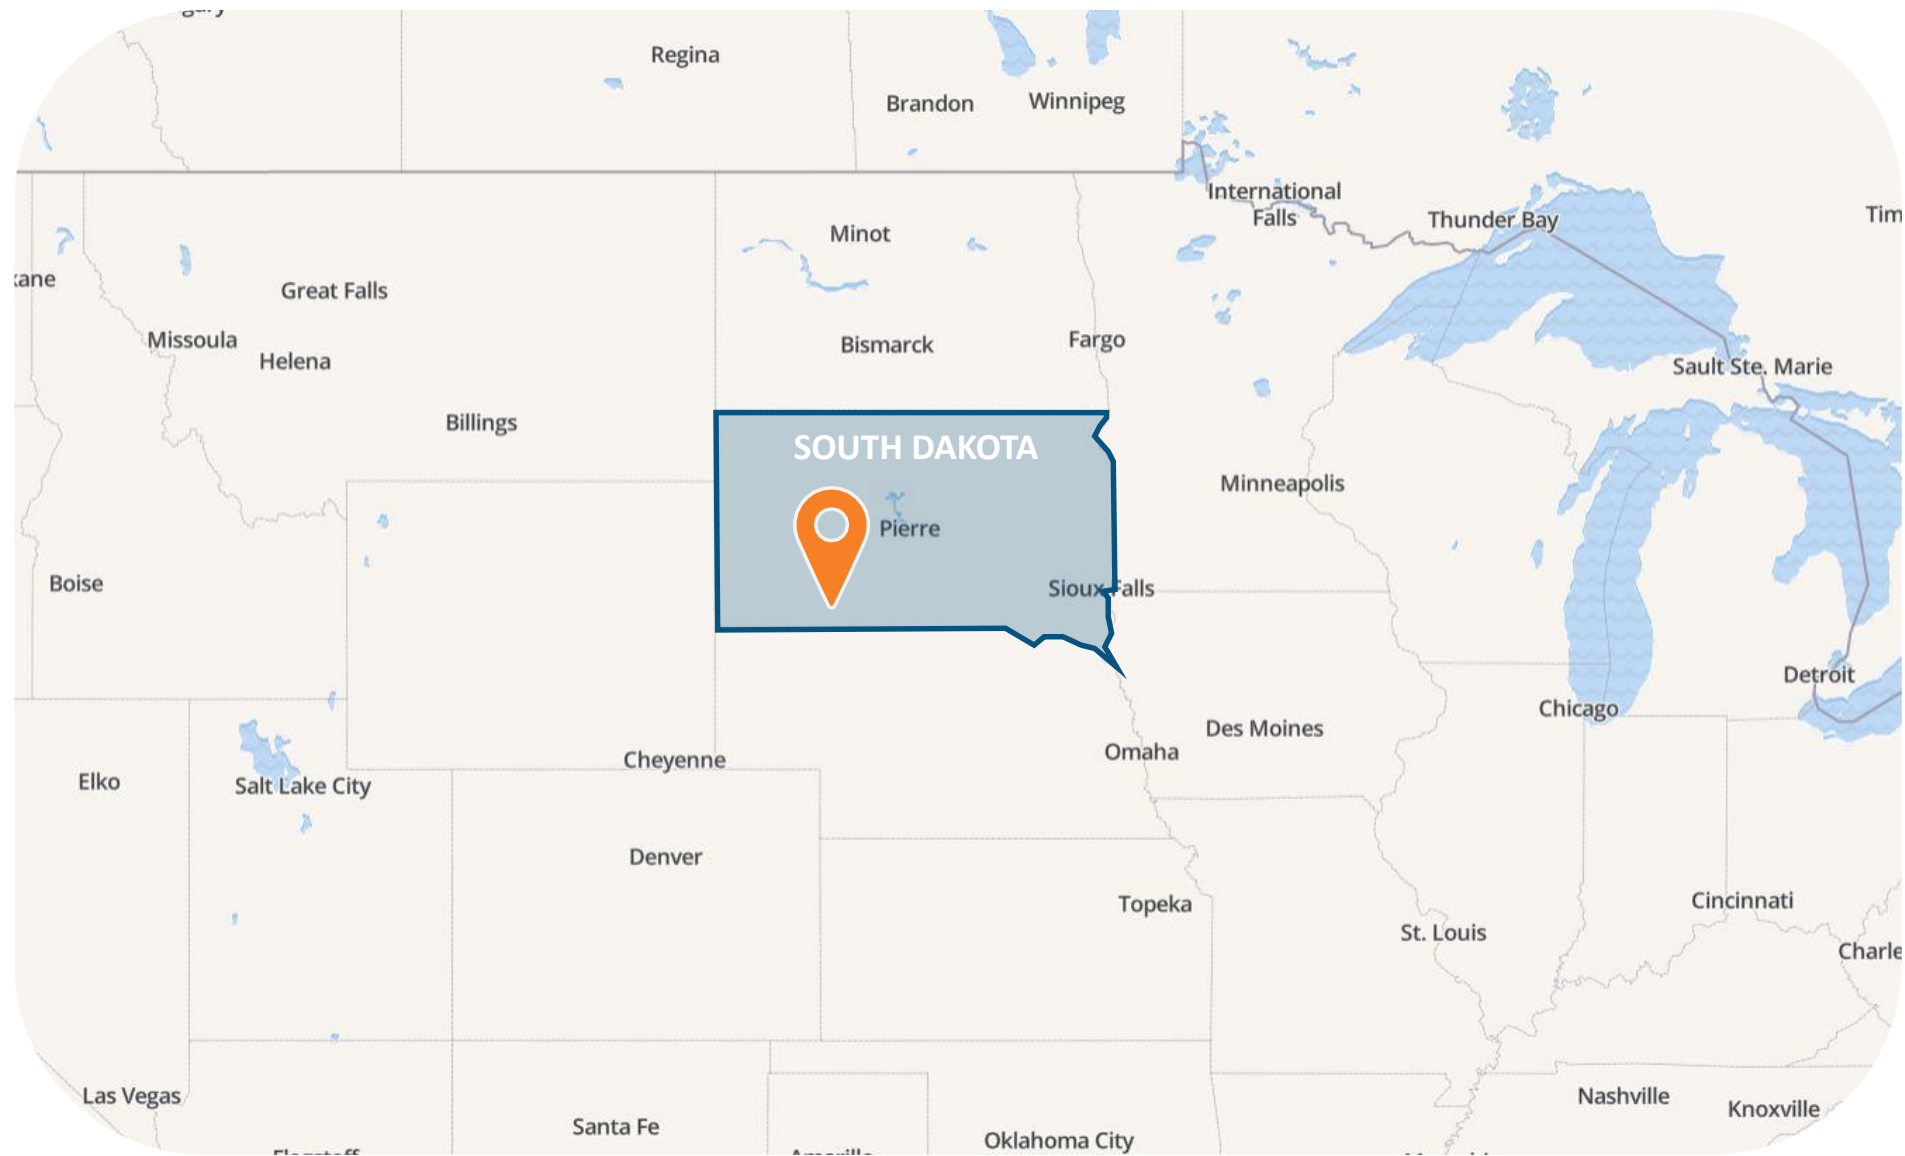 Regina
Brandon
Winnipeg
International
Falls
Thunder Bay
Minot
Great Falls
Missoula
Helena
Bismarck
Fargo
Sault Ste. Marie
Billings
SOUTH DAKOTA
Minneapolis
Pierre
Boise
Sioux Falls
Detroit
Chicago
Des Moines
Omaha
Cheyenne
Elko
Salt Lake City
Denver
Topeka
Cincinnati
St. Louis
Las Vegas
Nashville
Knoxville
Santa Fe
Oklahoma City